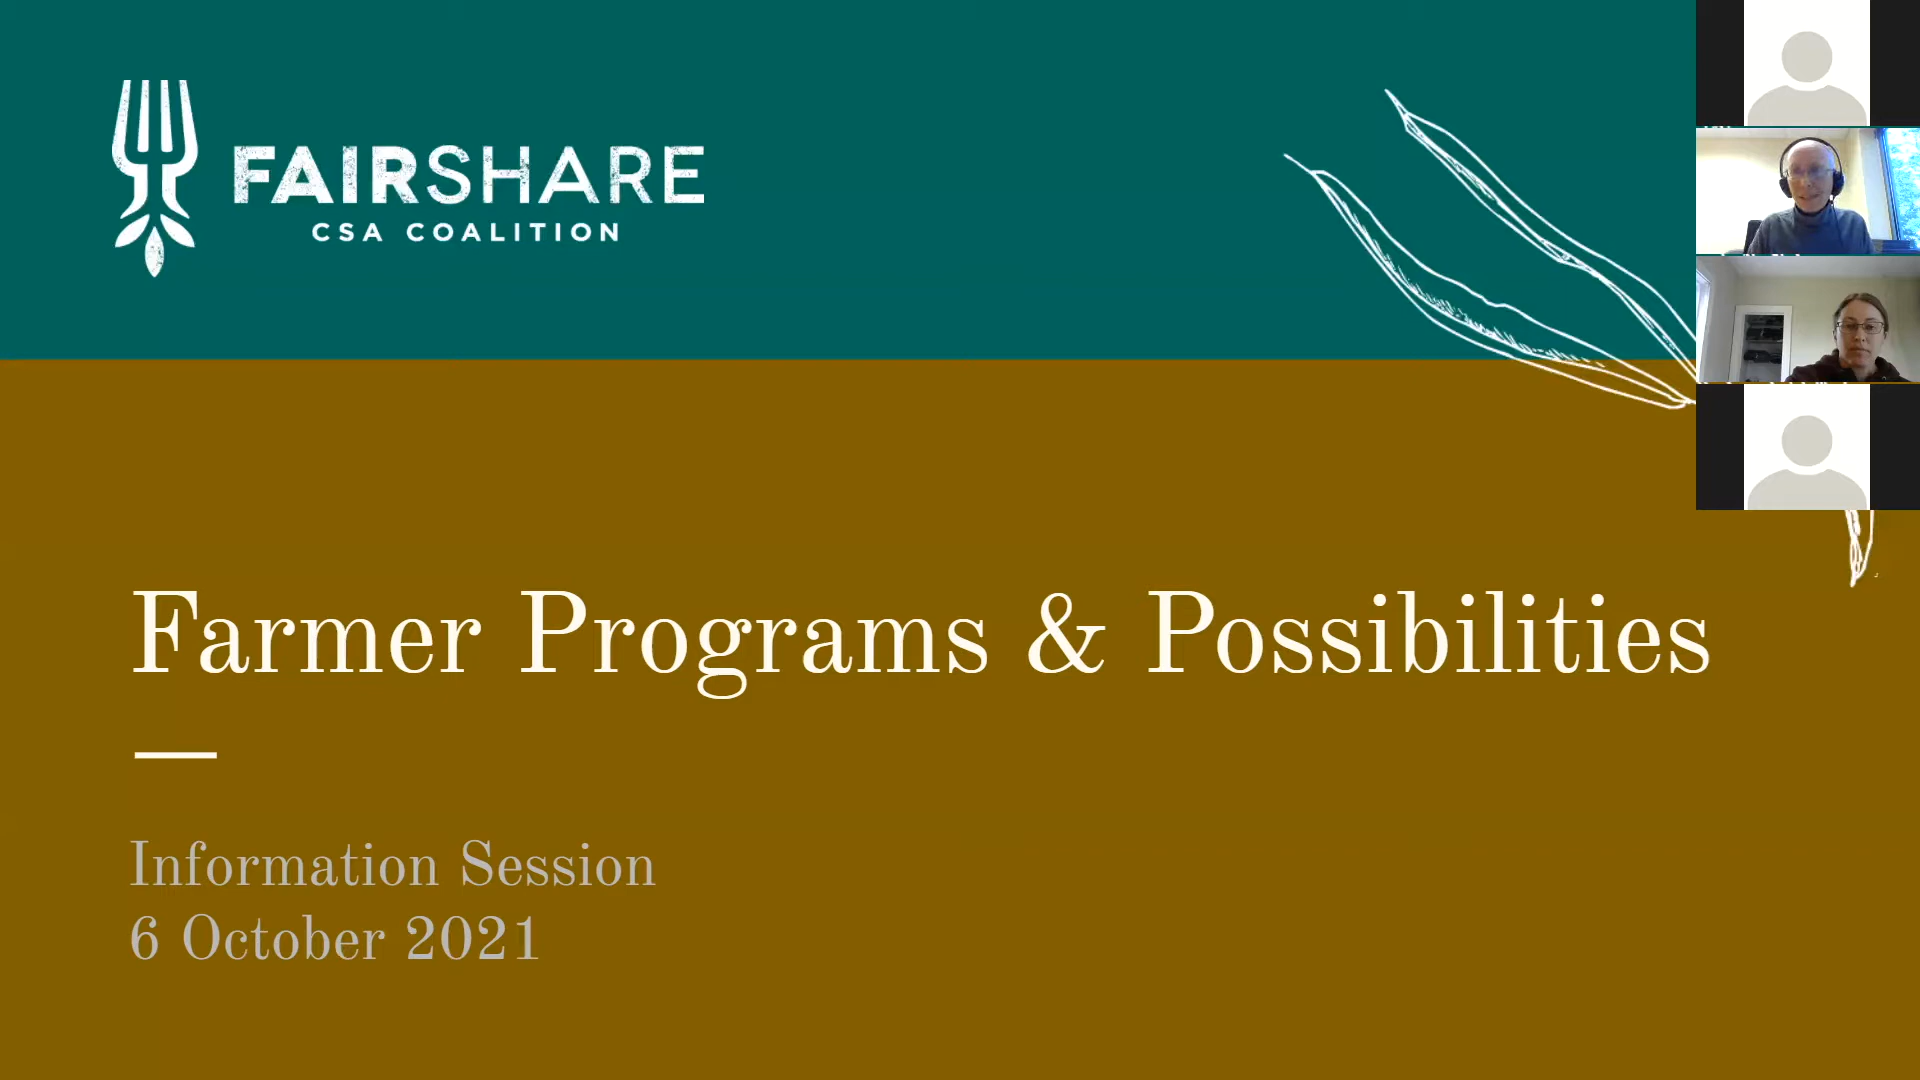 FAIRSHARE
CSA COALITION
Farmer Programs & Possibilities
Information Session
6 October 2021